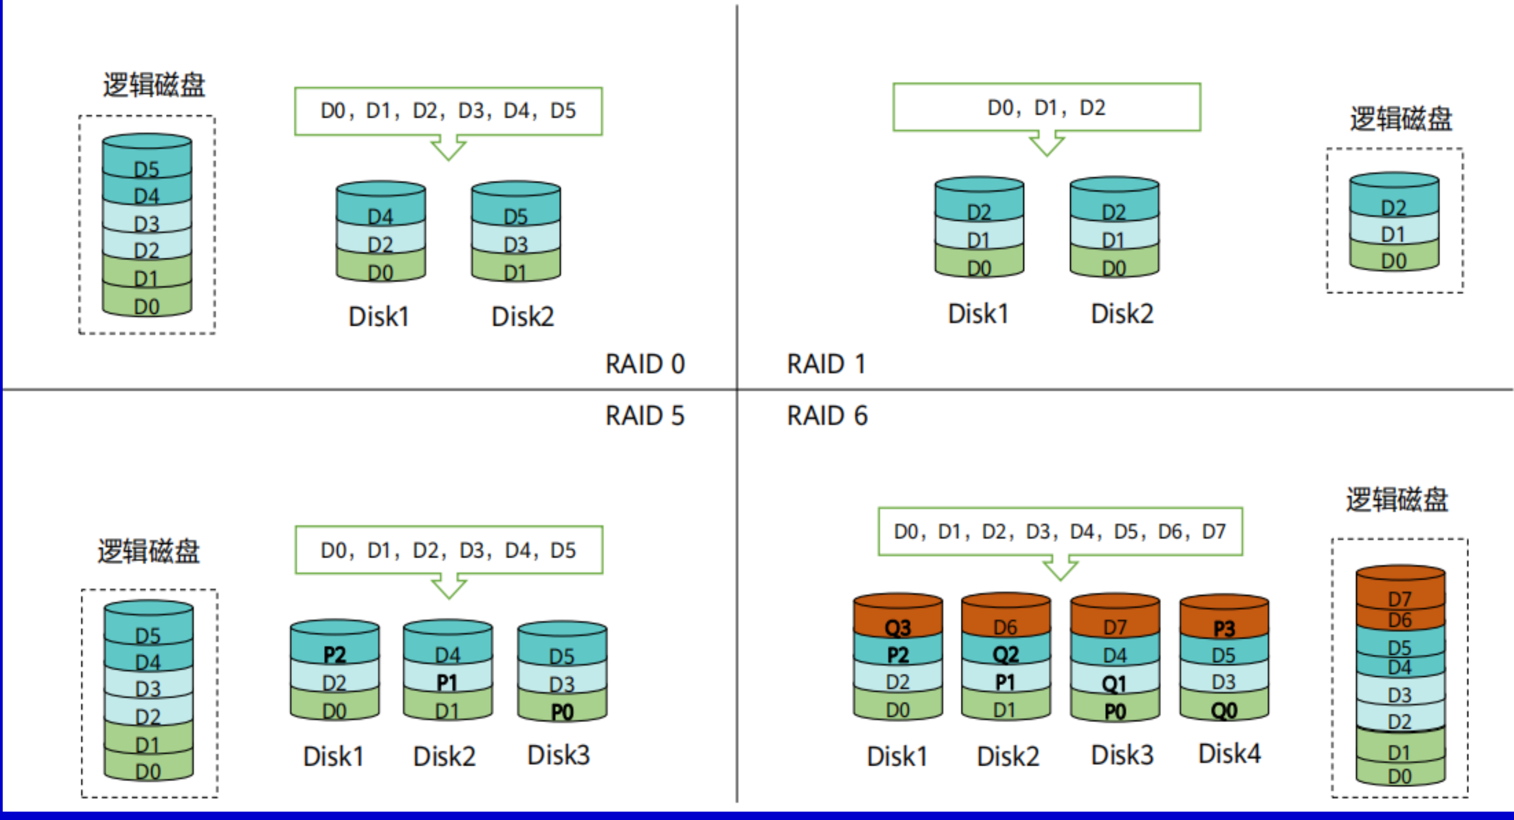 逻辑磁盘
D5
D4
D3
D2
D1
D0
D0，D1，D2，D3，D4，D5
D4
D2
D0
Disk1
D5
D3
D1
Disk2
RAID 0
D0，D1，D2
D2
D1
D0
Disk1
D2
D1
D0
Disk2
逻辑磁盘
D2
D1
D0
RAID 1
RAID 5
逻辑磁盘
D5
D4
D3
D2
D1
D0
D0，D1，D2，D3，D4，D5
P2
D2
D0
Disk1
D4
P1
D1
Disk2
D5
D3
P0
Disk3
RAID 6
D0，D1，D2，D3，D4，D5，D6，D7
Q3
P2
D2
D0
Disk1
D6
Q2
P1
D1
Disk2
D7
D4
Q1
P0
Disk3
P3
D5
D3
Q0
Disk4
逻辑磁盘
D7
D6
D5
D4
D3
D2
D1
D0